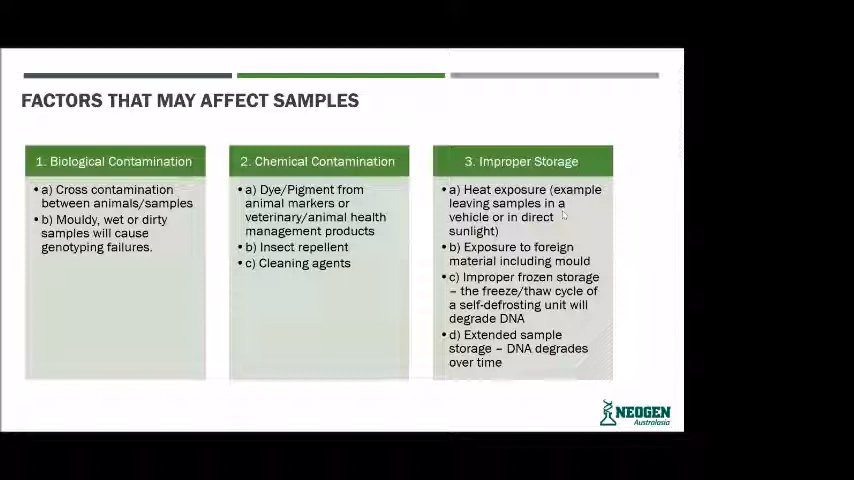 FACTORS THAT MAY AFFECT SAMPLES
1. Biological Contamination
• a) Cross contamination
between animals/samples
• b) Mouldy, wet or dirty
samples will cause
genotyping failures.
2. Chemical Contamination
• a) Dye/Pigment from
animal markers or
veterinary/animal health
management products
• b) Insect repellent
• c) Cleaning agents
3. Improper Storage
• a) Heat exposure (example
leaving samples in a
vehicle or in direct
sunlight)
• b) Exposure to foreign
material including mould
• c) Improper frozen storage
– the freeze/thaw cycle of
a self-defrosting unit will
degrade DNA
• d) Extended sample
storage – DNA degrades
over time
NEOGEN
Australasia